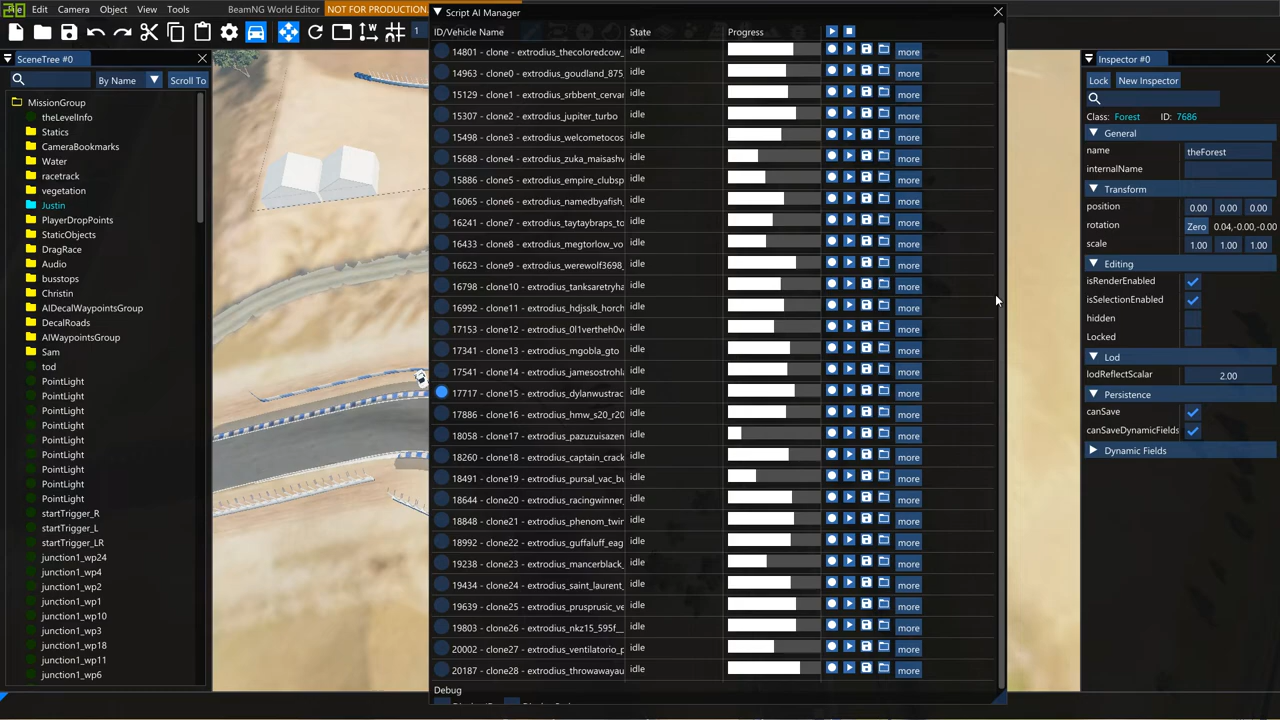 File Edit Camera Object View Tools BeamNG World Editor NOT FOR PRODUCTION.
1
SceneTree #0
By Name Scroll To
MissionGroup
theLevelInfo
Statics
CameraBookmarks
Water
racetrack
vegetation
Justin
PlayerDropPoints
StaticObjects
DragRace
Audio
busstops
Christin
AIDecalWaypointsGroup
DecalRoads
AIWaypointsGroup
Sam
tod
PointLight
PointLight
PointLight
PointLight
PointLight
PointLight
PointLight
PointLight
PointLight
startTrigger_R
startTrigger_L
startTrigger_LR
junction1_wp24
junction1_wp4
junction1_wp2
junction1_wp1
junction1_wp10
junction1_wp3
junction1_wp18
junction1_wp11
junction1_wp6
Script AI Manager
ID/Vehicle Name State Progress
14801 - clone - extrodius_thecoloredcow_ idle more
14963 - clone0 - extrodius_goudland_875_ idle more
15129 - clone1 - extrodius_srbbent_cervar idle more
15307 - clone2 - extrodius_jupiter_turbo idle more
15498 - clone3 - extrodius_welcometocos idle more
15688 - clone4 - extrodius_zuka_maisashv idle more
15886 - clone5 - extrodius_empire_clubsp idle more
16065 - clone6 - extrodius_namedbyafish_ idle more
16241 - clone7 - extrodius_taytaybraps_to idle more
16433 - clone8 - extrodius_megtorlow_vo idle more
16623 - clone9 - extrodius_werewolf3698_ idle more
16798 - clone10 - extrodius_tanksaretryha idle more
16992 - clone11 - extrodius_hdjsslk_horch idle more
17153 - clone12 - extrodius_0l1vertheh0v idle more
17341 - clone13 - extrodius_mgobla_gto idle more
17541 - clone14 - extrodius_jamesostrohl idle more
17717 - clone15 - extrodius_dylanwustrac idle more
17886 - clone16 - extrodius_hmw_s20_r20 idle more
18058 - clone17 - extrodius_pazuzuisazen idle more
18260 - clone18 - extrodius_captain_crack idle more
18491 - clone19 - extrodius_pursal_vac_bu idle more
18644 - clone20 - extrodius_racingwinner_ idle more
18848 - clone21 - extrodius_phenom_twin idle more
18992 - clone22 - extrodius_guffaluff_eag idle more
19238 - clone23 - extrodius_mancerblack_ idle more
19434 - clone24 - extrodius_saint_laurent_ idle more
19639 - clone25 - extrodius_prusprusic_ve idle more
19803 - clone26 - extrodius_nkz15_595f__ idle more
20002 - clone27 - extrodius_ventilatorio_p idle more
20187 - clone28 - extrodius_throwawayau idle more
Debug
Inspector #0
Lock New Inspector
Class: Forest ID: 7686
General
name theForest
internalName
Transform
position 0.00 0.00 0.00
rotation Zero 0.04,-0.00,-0.00
scale 1.00 1.00 1.00
Editing
isRenderEnabled
isSelectionEnabled
hidden
Locked
Lod
lodReflectScalar 2.00
Persistence
canSave
canSaveDynamicFields
Dynamic Fields